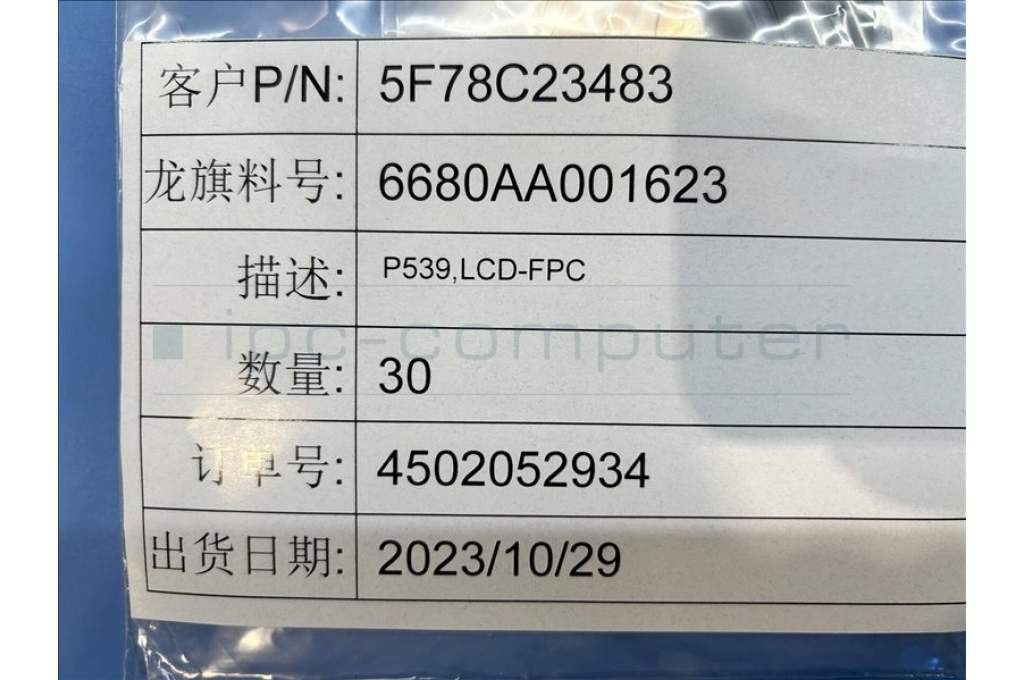 客户P/N: 5F78C23483
龙旗料号: 6680AA001623
描述: P539,LCD-FPC
ipc-computer
数量: 30
订单号: 4502052934
出货日期: 2023/10/29